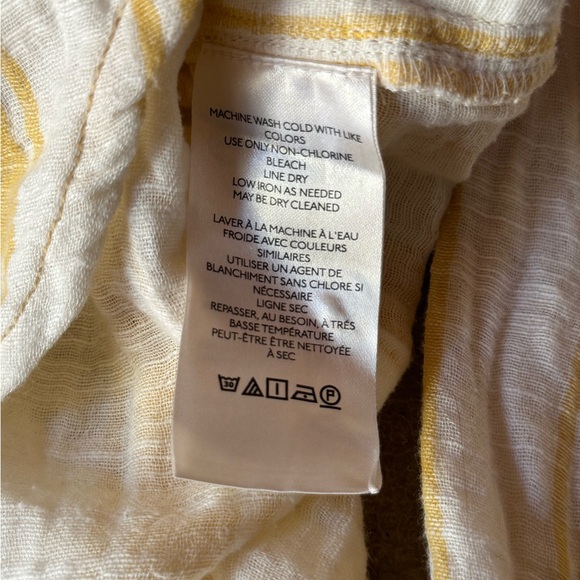 MACHINE WASH COLD WITH LIKE
COLORS
USE ONLY NON-CHLORINE
BLEACH
LINE DRY
LOW IRON AS NEEDED
MAY BE DRY CLEANED
LAVER À LA MACHINE À L'EAU
FROIDE AVEC COULEURS
SIMILAIRES
UTILISER UN AGENT DE
BLANCHIMENT SANS CHLORE SI
NÉCESSAIRE
LIGNE SEC
REPASSER, AU BESOIN, À TRÉS
BASSE TEMPÉRATURE
PEUT-ÊTRE ÊTRE NETTOYÉE
À SEC
30 P